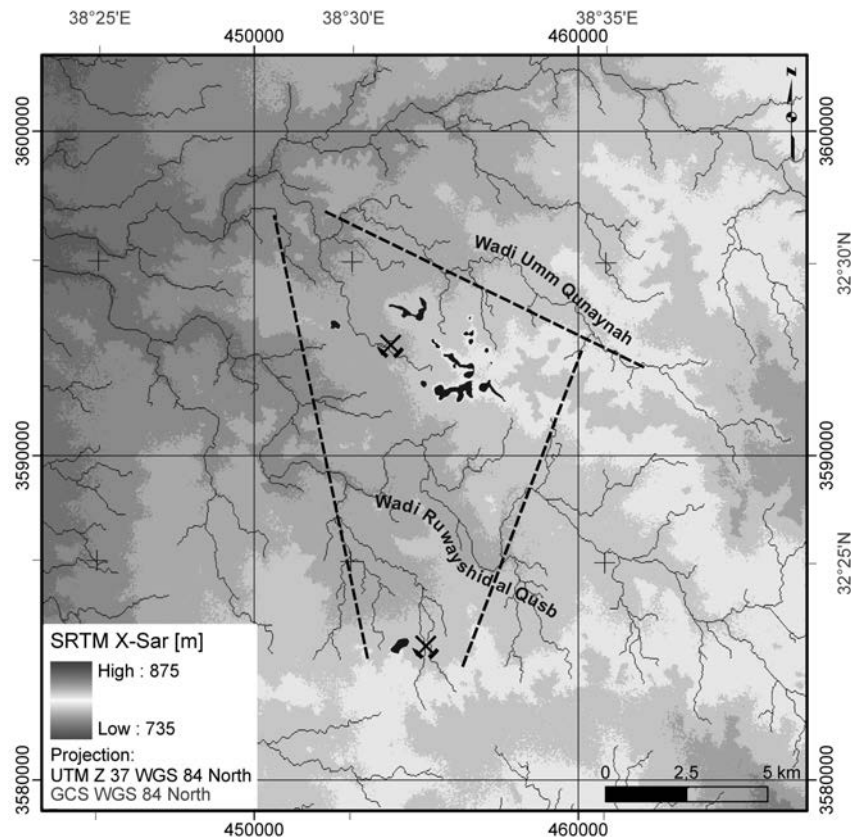 38°25'E
38°30'E
38°35'E
450000
460000
3600000
3600000
z
Wadi Umm Qunaynah
32°30'N
3590000
3590000
Wadi Ruwayshid al Qusb
32°25'N
SRTM X-Sar [m]
High : 875
Low : 735
Projection:
UTM Z 37 WGS 84 North
GCS WGS 84 North
0 2,5 5 km
3580000
3580000
450000
460000